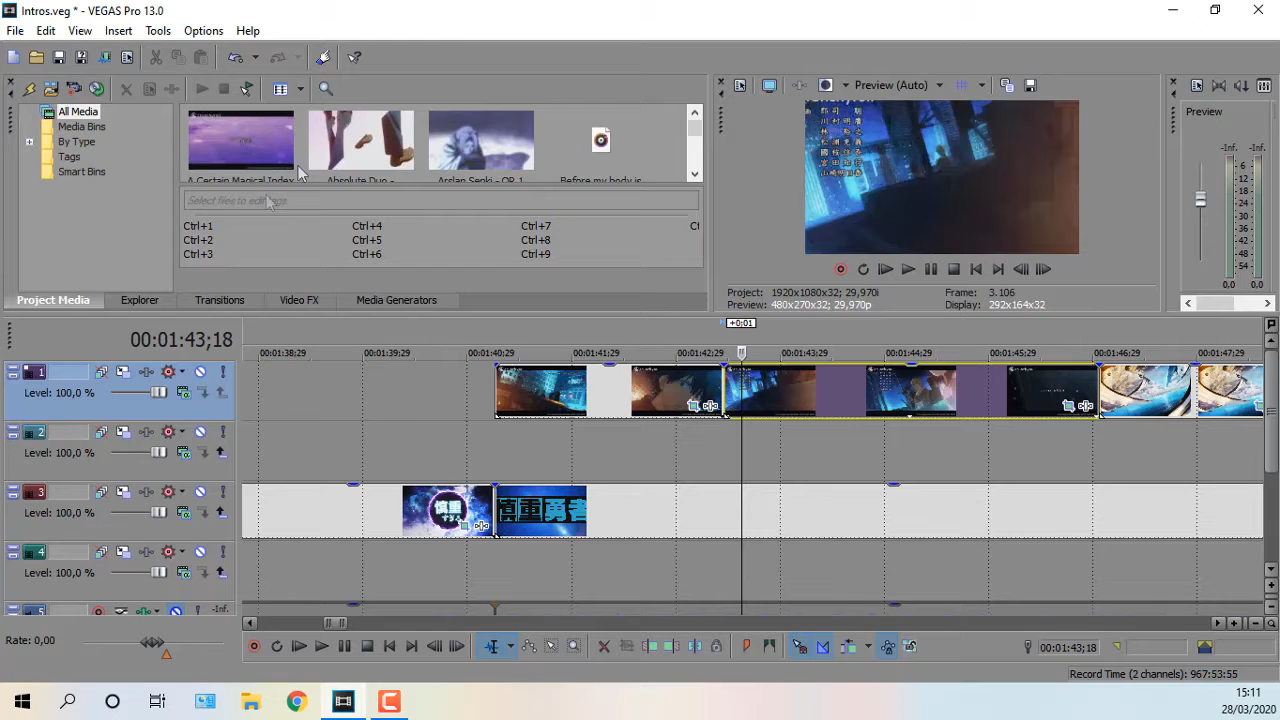 Intros.veg * - VEGAS Pro 13.0
File Edit View Insert Tools Options Help
All Media
Media Bins
By Type
Tags
Smart Bins
A Certain Magical Index
Absolute Duo -
Arslan Senki - OP 1
Before my body is
Select files to edit tags
Ctrl+1 Ctrl+4 Ctrl+7
Ctrl+2 Ctrl+5 Ctrl+8
Ctrl+3 Ctrl+6 Ctrl+9
Project Media Explorer Transitions Video FX Media Generators
Preview (Auto)
Project: 1920x1080x32; 29,970i
Frame: 3.106
Preview: 480x270x32; 29,970p
Display: 292x164x32
Preview
-Inf. -Inf.
6
12
18
24
30
36
42
48
54
0,0 0,0
+0;01
00:01:43;18
00:01:38;29 00:01:39;29 00:01:40;29 00:01:41;29 00:01:42;29 00:01:43;29 00:01:44;29 00:01:45;29 00:01:46;29 00:01:47;29
1
Level: 100,0 %
2
Level: 100,0 %
3
Level: 100,0 %
慎重
慎重勇者
4
Level: 100,0 %
5
-Inf.
Rate: 0,00
00:01:43;18
Record Time (2 channels): 967:53:55
15:11
28/03/2020